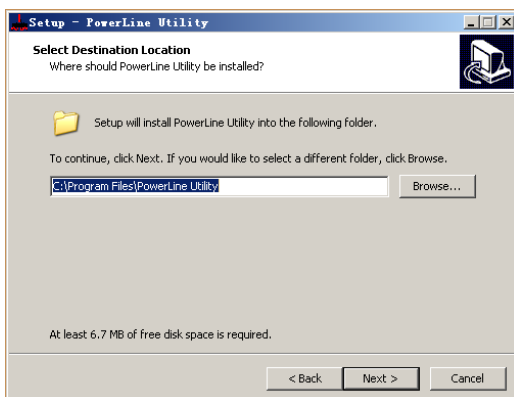 Setup - PowerLine Utility
Select Destination Location
Where should PowerLine Utility be installed?
Setup will install PowerLine Utility into the following folder.
To continue, click Next. If you would like to select a different folder, click Browse.
C:\Program Files\PowerLine Utility
Browse...
At least 6.7 MB of free disk space is required.
< Back
Next >
Cancel